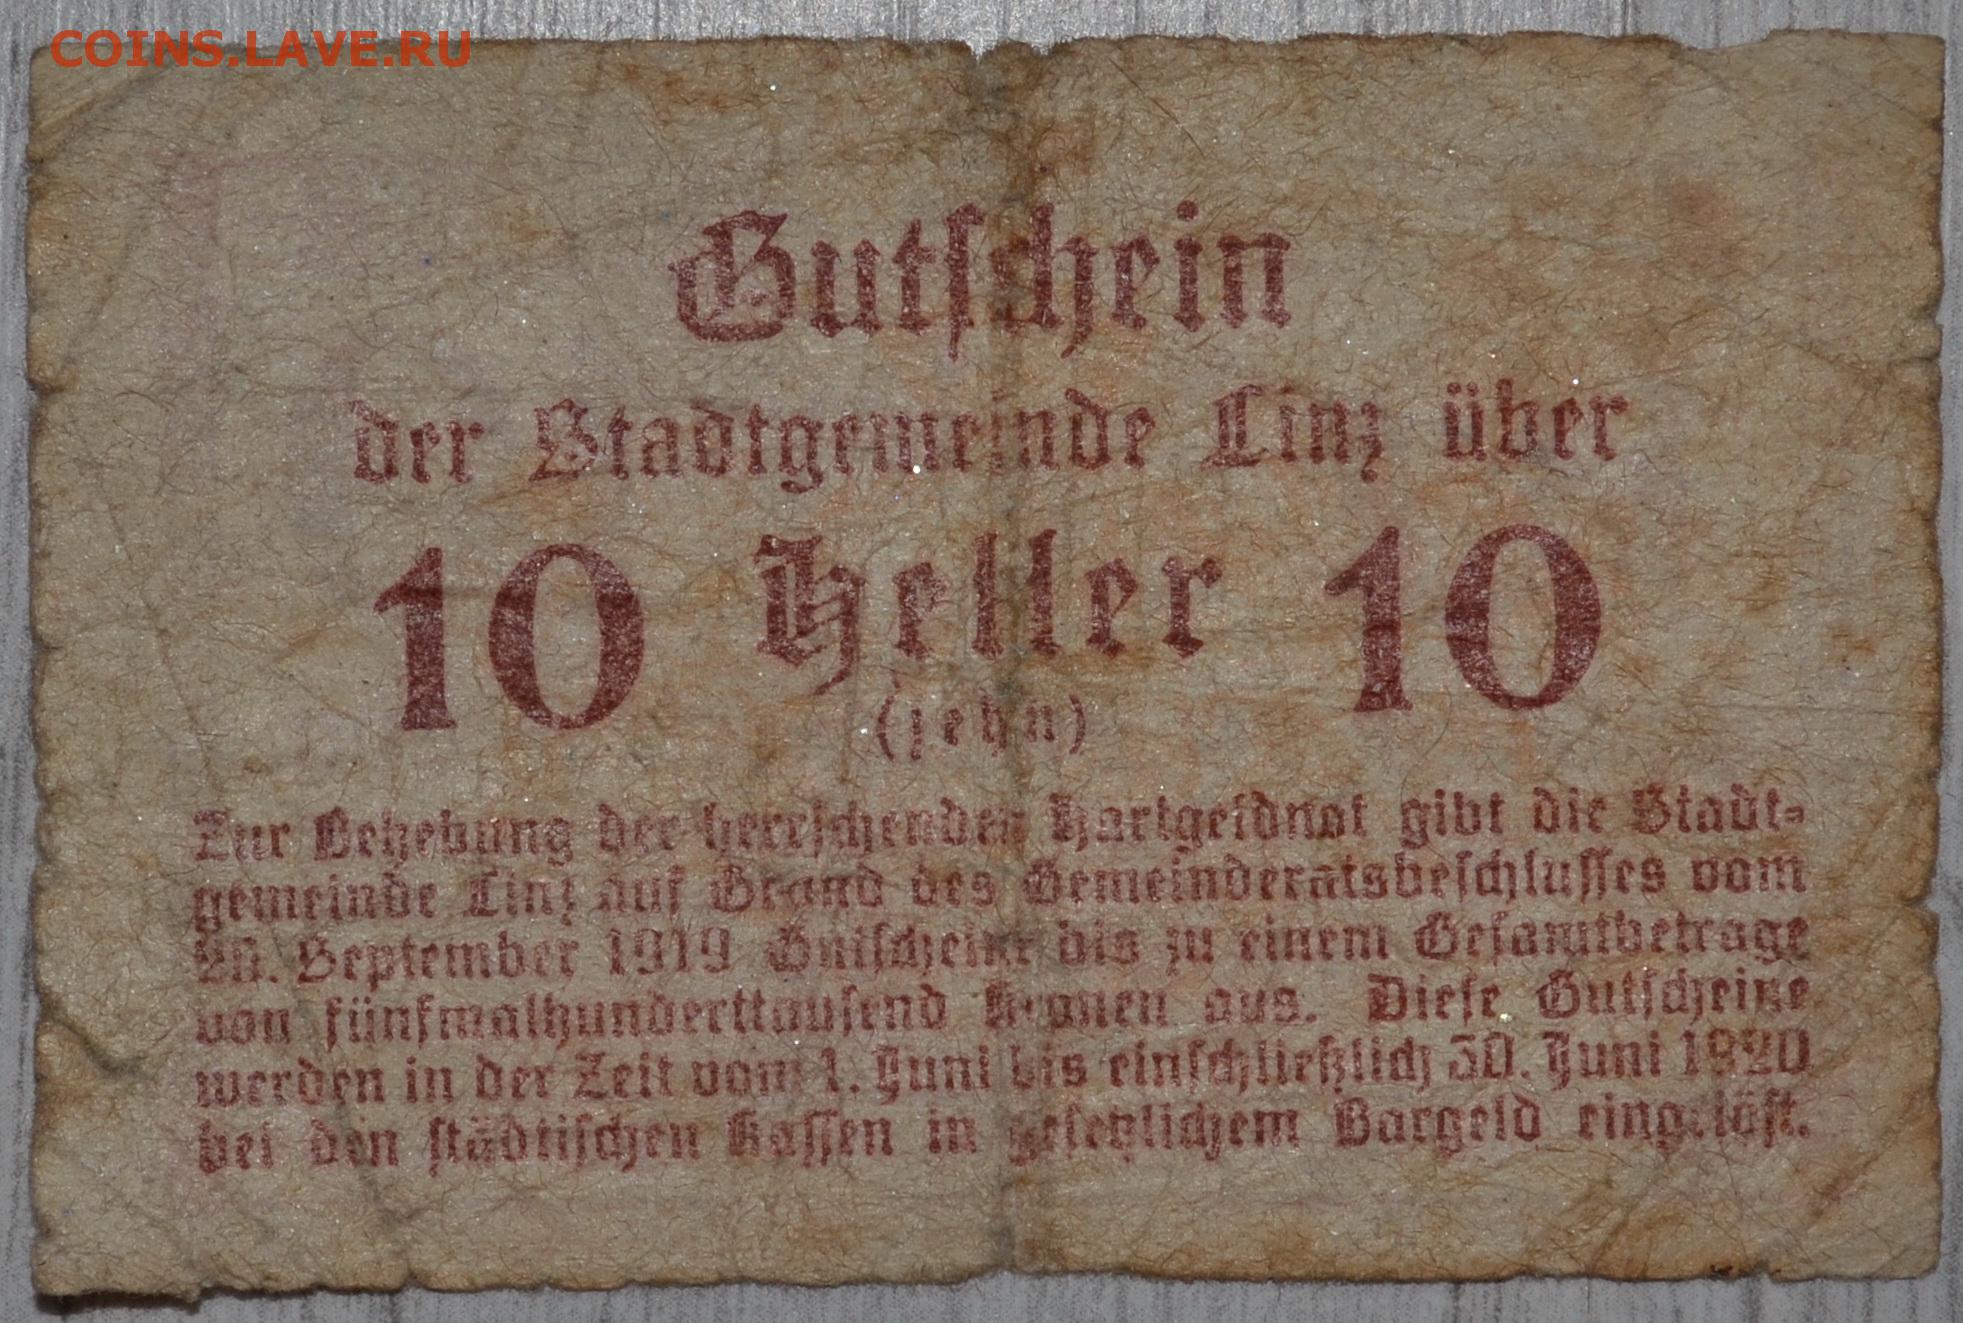 COINS.LAVE.RU
Gutschein
der Stadtgemeinde Linz über
10 Heller 10
(zehn)
Zur Behebung der herrschenden Hartgeldnot gibt die Stadt-
gemeinde Linz auf Grund des Gemeinderatsbeschlusses vom
September 1919 Gutscheine bis zu einem Gesamtbetrage
von fünfmalhunderttausend Kronen aus. Diese Gutscheine
werden in der Zeit vom 1. Juni bis einschließlich 30. Juni 1920
bei den städtischen Kassen in gesetzlichem Bargeld eingelöst.